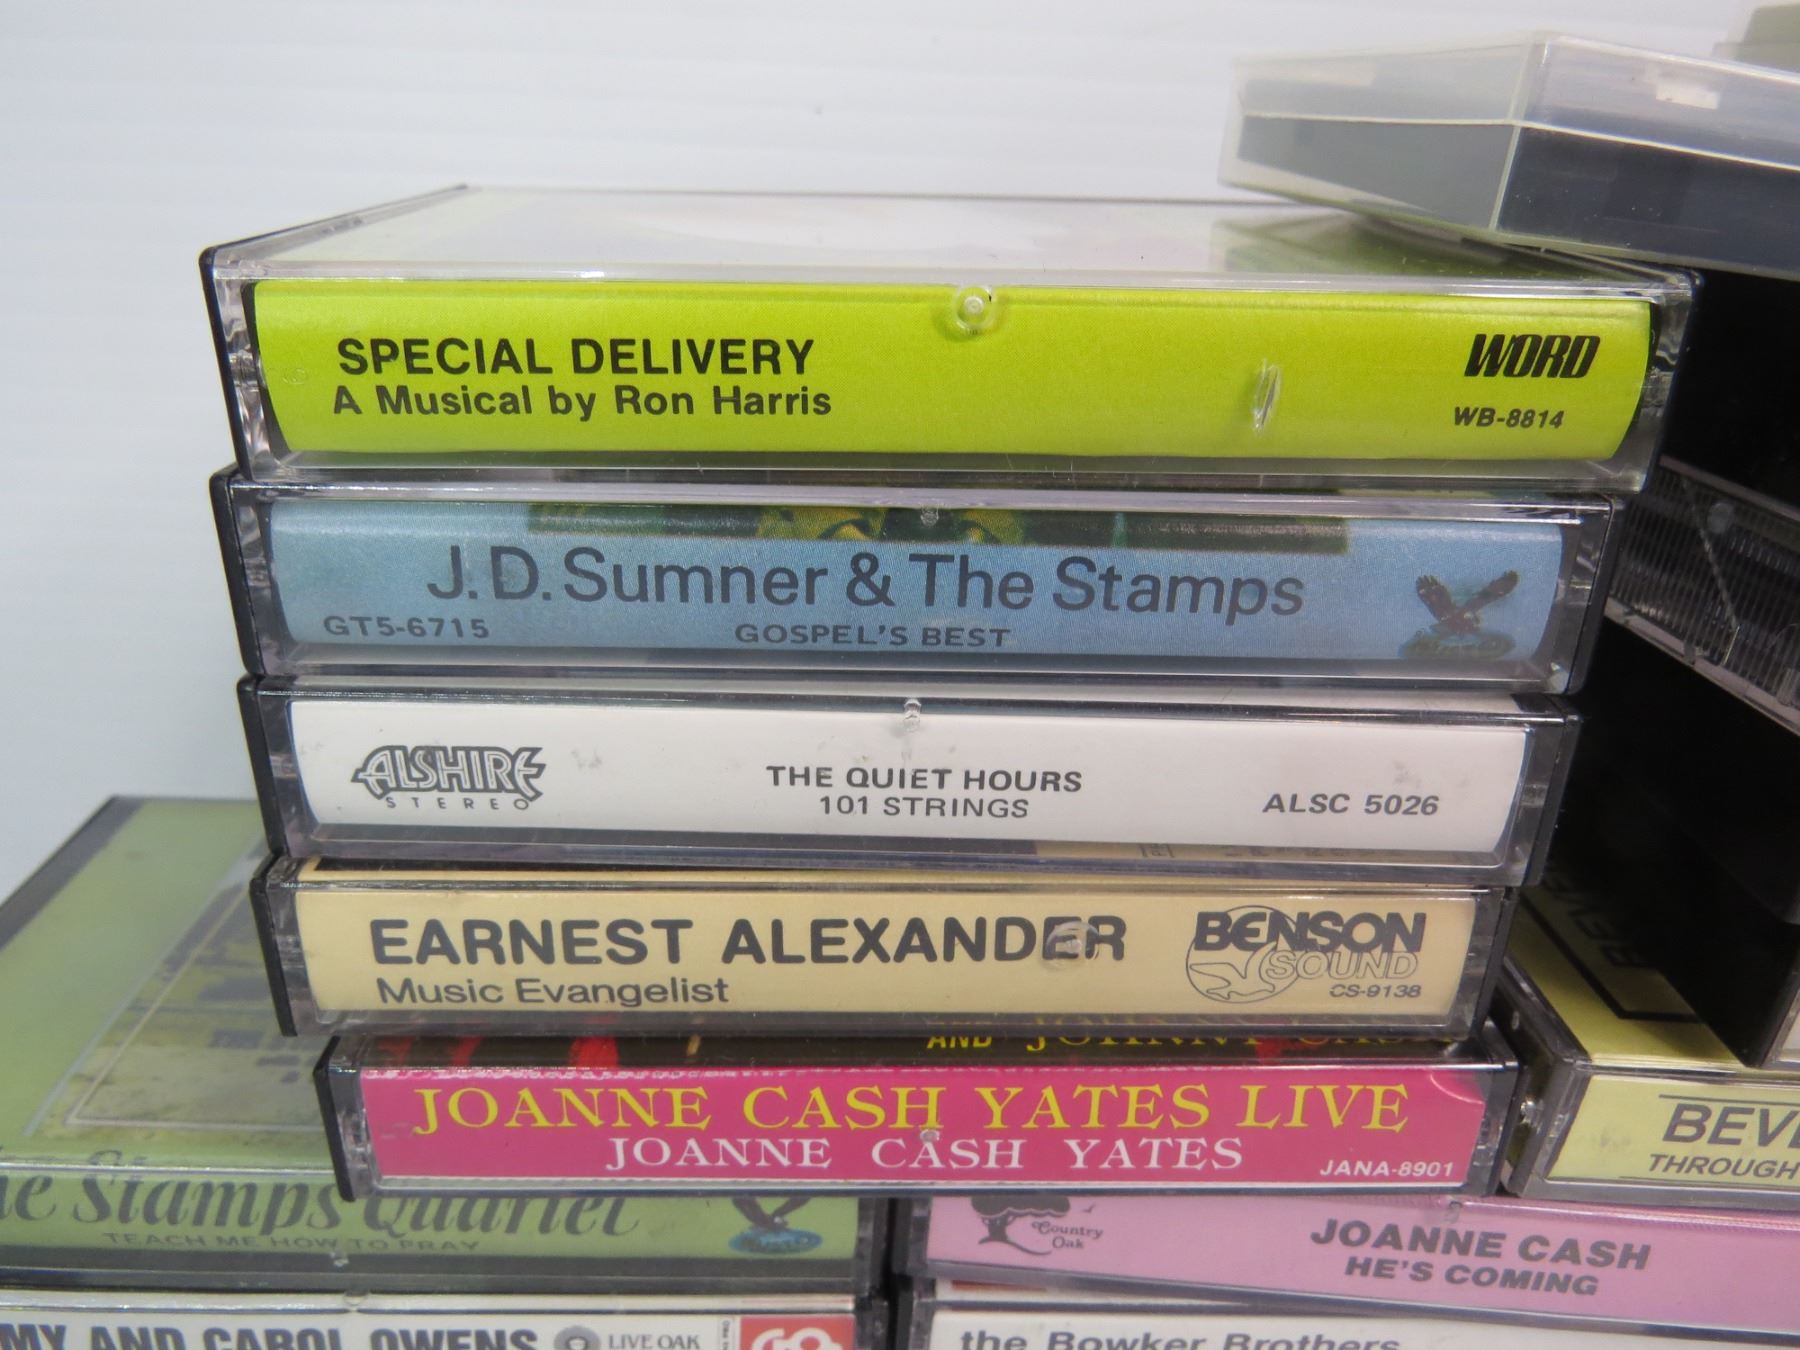 SPECIAL DELIVERY
A Musical by Ron Harris
WORD
WB-8814
J.D. Sumner & The Stamps
GT5-6715
GOSPEL'S BEST
ALSHIRE
STEREO
THE QUIET HOURS
101 STRINGS
ALSC 5026
EARNEST ALEXANDER
Music Evangelist
BENSON
SOUND
CS-9138
AND JOHNNY CASH
JOANNE CASH YATES LIVE
JOANNE CASH YATES
JANA-8901
Stamps Quartet
TEACH ME HOW TO PRAY
Country
Oak
JOANNE CASH
HE'S COMING
THROUGH
AND CAROL OWENS
LIVE OAK
the Bowker Brothers